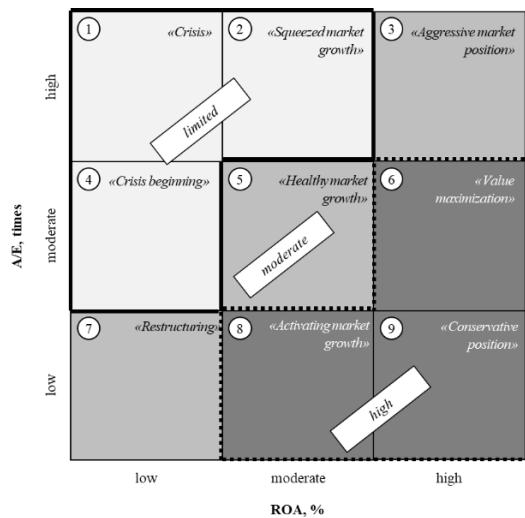 1
«Crisis»
2
«Squeezed market
growth»
3
«Aggressive market
position»
limited
high
4
«Crisis beginning»
5
«Healthy market
growth»
6
«Value
maximization»
moderate
moderate
A/E, times
7
«Restructuring»
8
«Activating market
growth»
9
«Conservative
position»
high
low
low
moderate
high
ROA, %